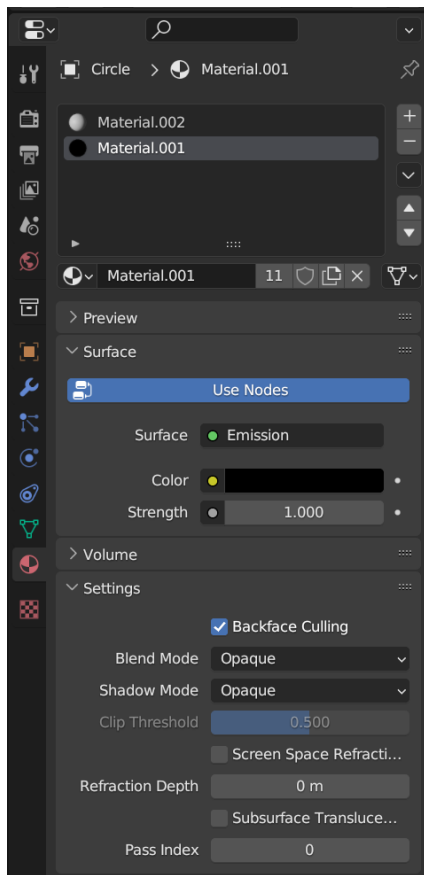 Circle > Material.001
Material.002
Material.001
Material.001 11
Preview
Surface
Use Nodes
Surface Emission
Color
Strength 1.000
Volume
Settings
Backface Culling
Blend Mode Opaque
Shadow Mode Opaque
Clip Threshold 0.500
Screen Space Refracti...
Refraction Depth 0 m
Subsurface Transluce...
Pass Index 0